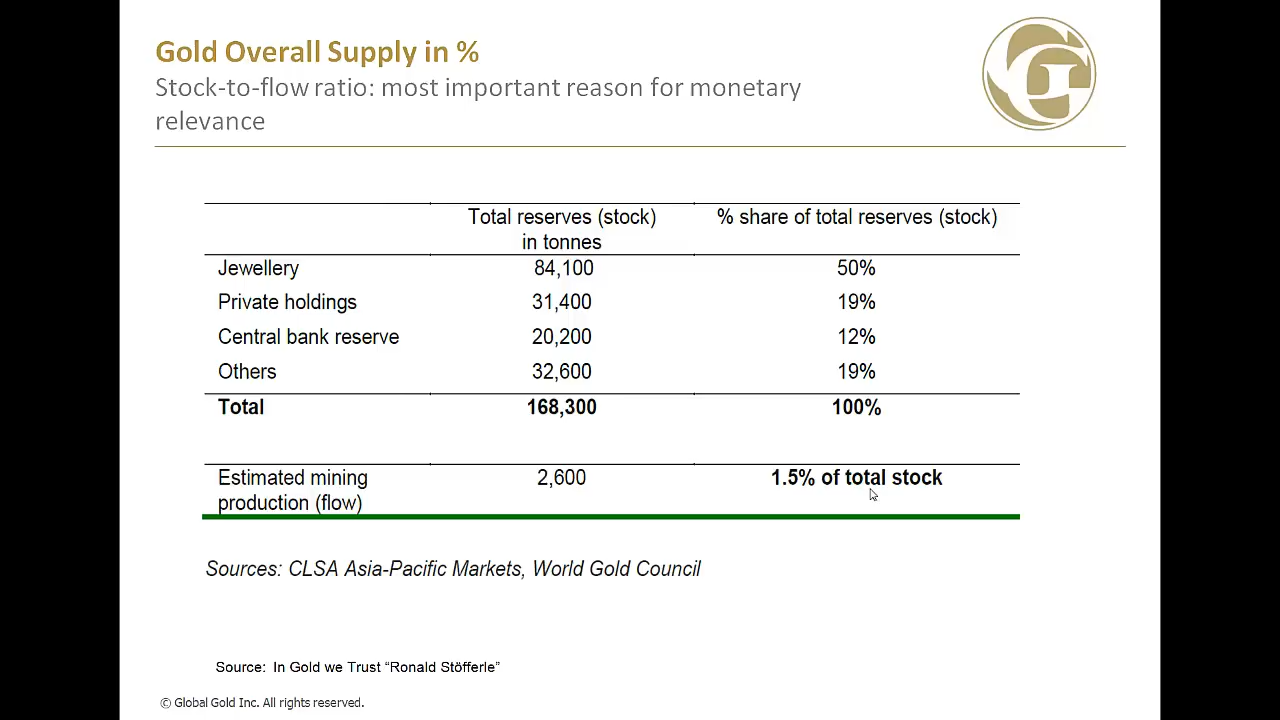 Gold Overall Supply in %
Stock-to-flow ratio: most important reason for monetary
relevance
G
Total reserves (stock) % share of total reserves (stock)
in tonnes
Jewellery 84,100 50%
Private holdings 31,400 19%
Central bank reserve 20,200 12%
Others 32,600 19%
Total 168,300 100%
Estimated mining 2,600 1.5% of total stock
production (flow)
Sources: CLSA Asia-Pacific Markets, World Gold Council
Source: In Gold we Trust “Ronald Stöfferle”
© Global Gold Inc. All rights reserved.